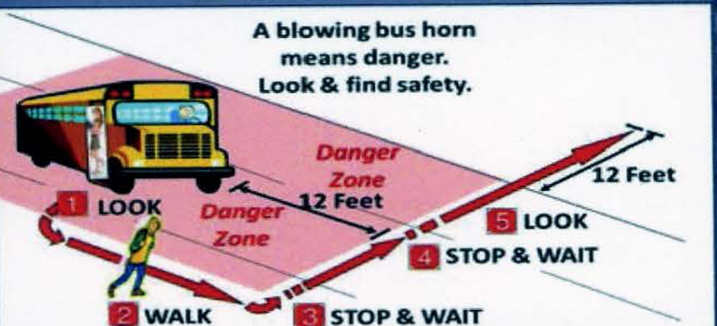 A blowing bus horn
means danger.
Look & find safety.
Danger
Zone
12 Feet
12 Feet
1 LOOK
Danger
Zone
5 LOOK
4 STOP & WAIT
2 WALK
3 STOP & WAIT